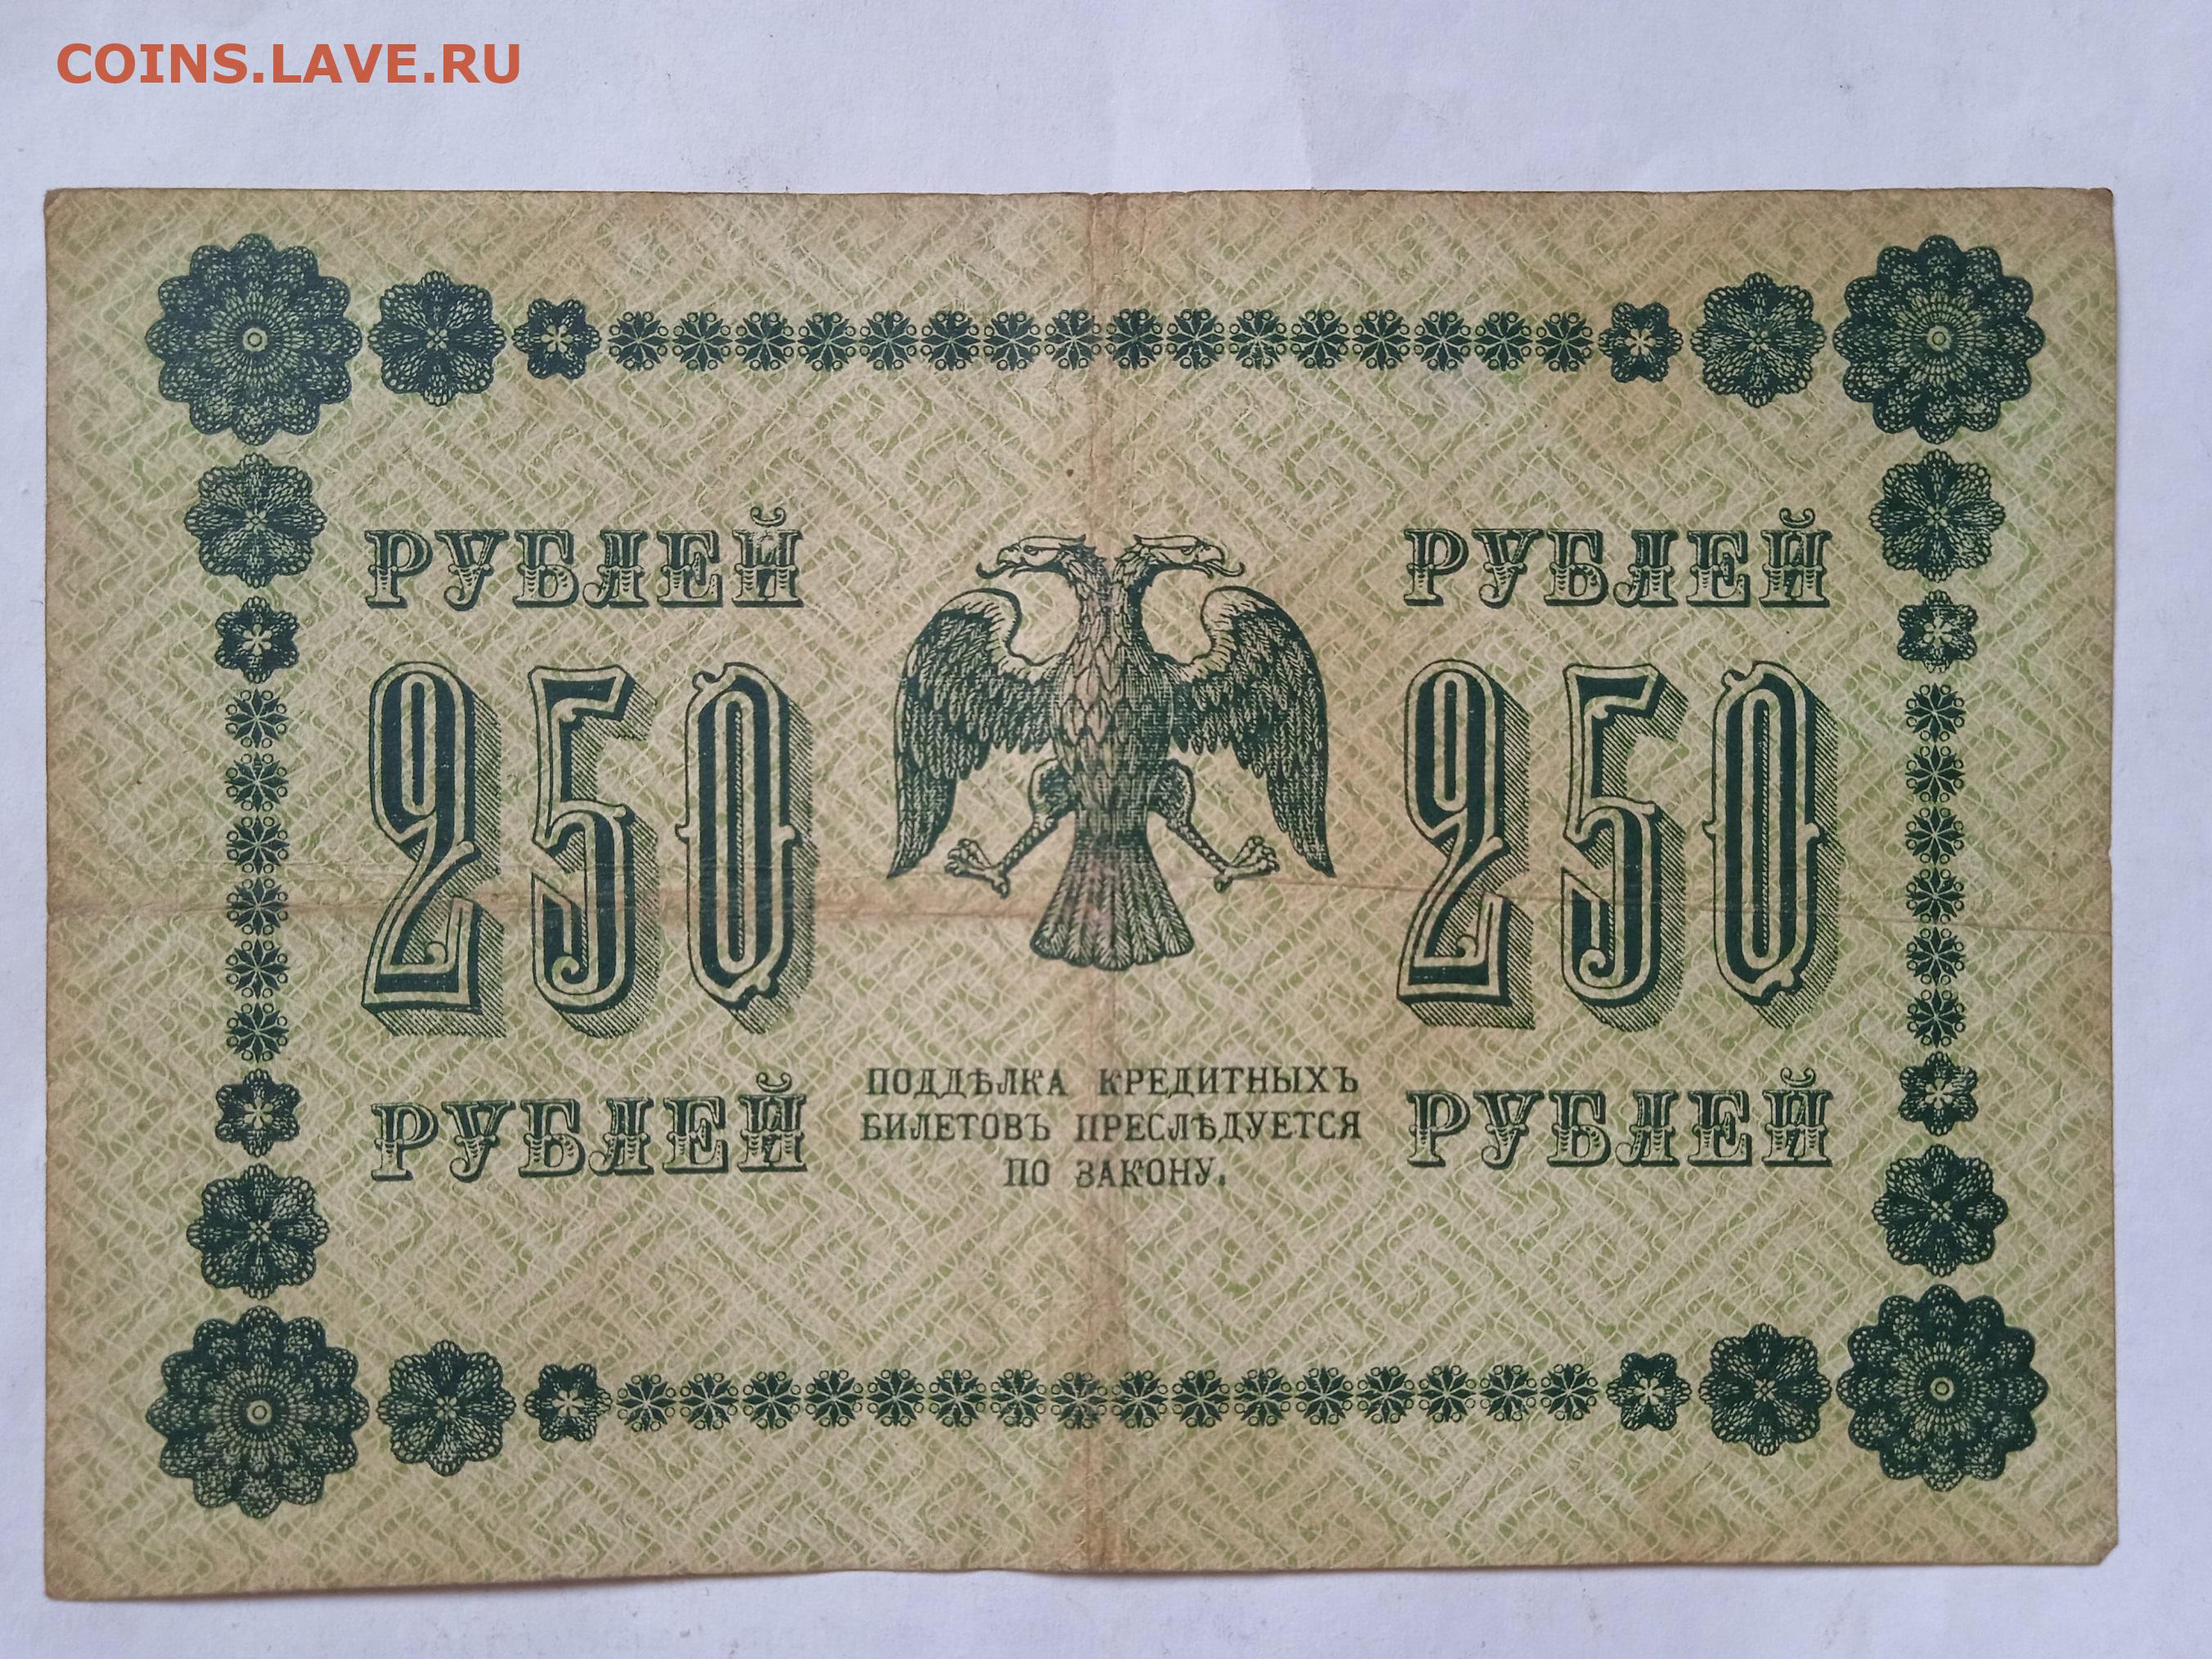 COINS.LAVE.RU
РУБЛЕЙ
250
РУБЛЕЙ
ПОДДѢЛКА КРЕДИТНЫХЪ
БИЛЕТОВЪ ПРЕСЛѢДУЕТСЯ
ПО ЗАКОНУ.
РУБЛЕЙ
250
РУБЛЕЙ